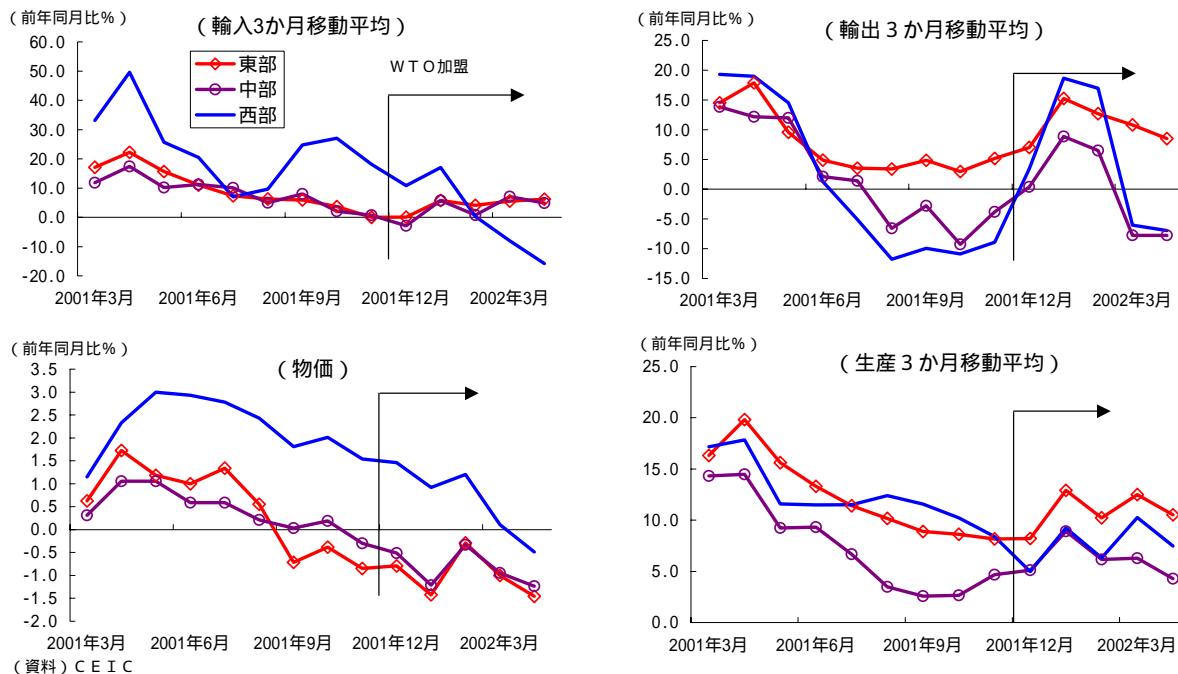 （前年同月比％）
（輸入3か月移動平均）
60.0
50.0
40.0
30.0
20.0
10.0
0.0
-10.0
-20.0
東部
中部
西部
ＷＴＯ加盟
2001年3月
2001年6月
2001年9月
2001年12月
2002年3月
（前年同月比％）
（輸出３か月移動平均）
25.0
20.0
15.0
10.0
5.0
0.0
-5.0
-10.0
-15.0
2001年3月
2001年6月
2001年9月
2001年12月
2002年3月
（前年同月比％）
（物価）
3.5
3.0
2.5
2.0
1.5
1.0
0.5
0.0
-0.5
-1.0
-1.5
-2.0
2001年3月
2001年6月
2001年9月
2001年12月
2002年3月
（資料）ＣＥＩＣ
（前年同月比％）
（生産３か月移動平均）
25.0
20.0
15.0
10.0
5.0
0.0
2001年3月
2001年6月
2001年9月
2001年12月
2002年3月